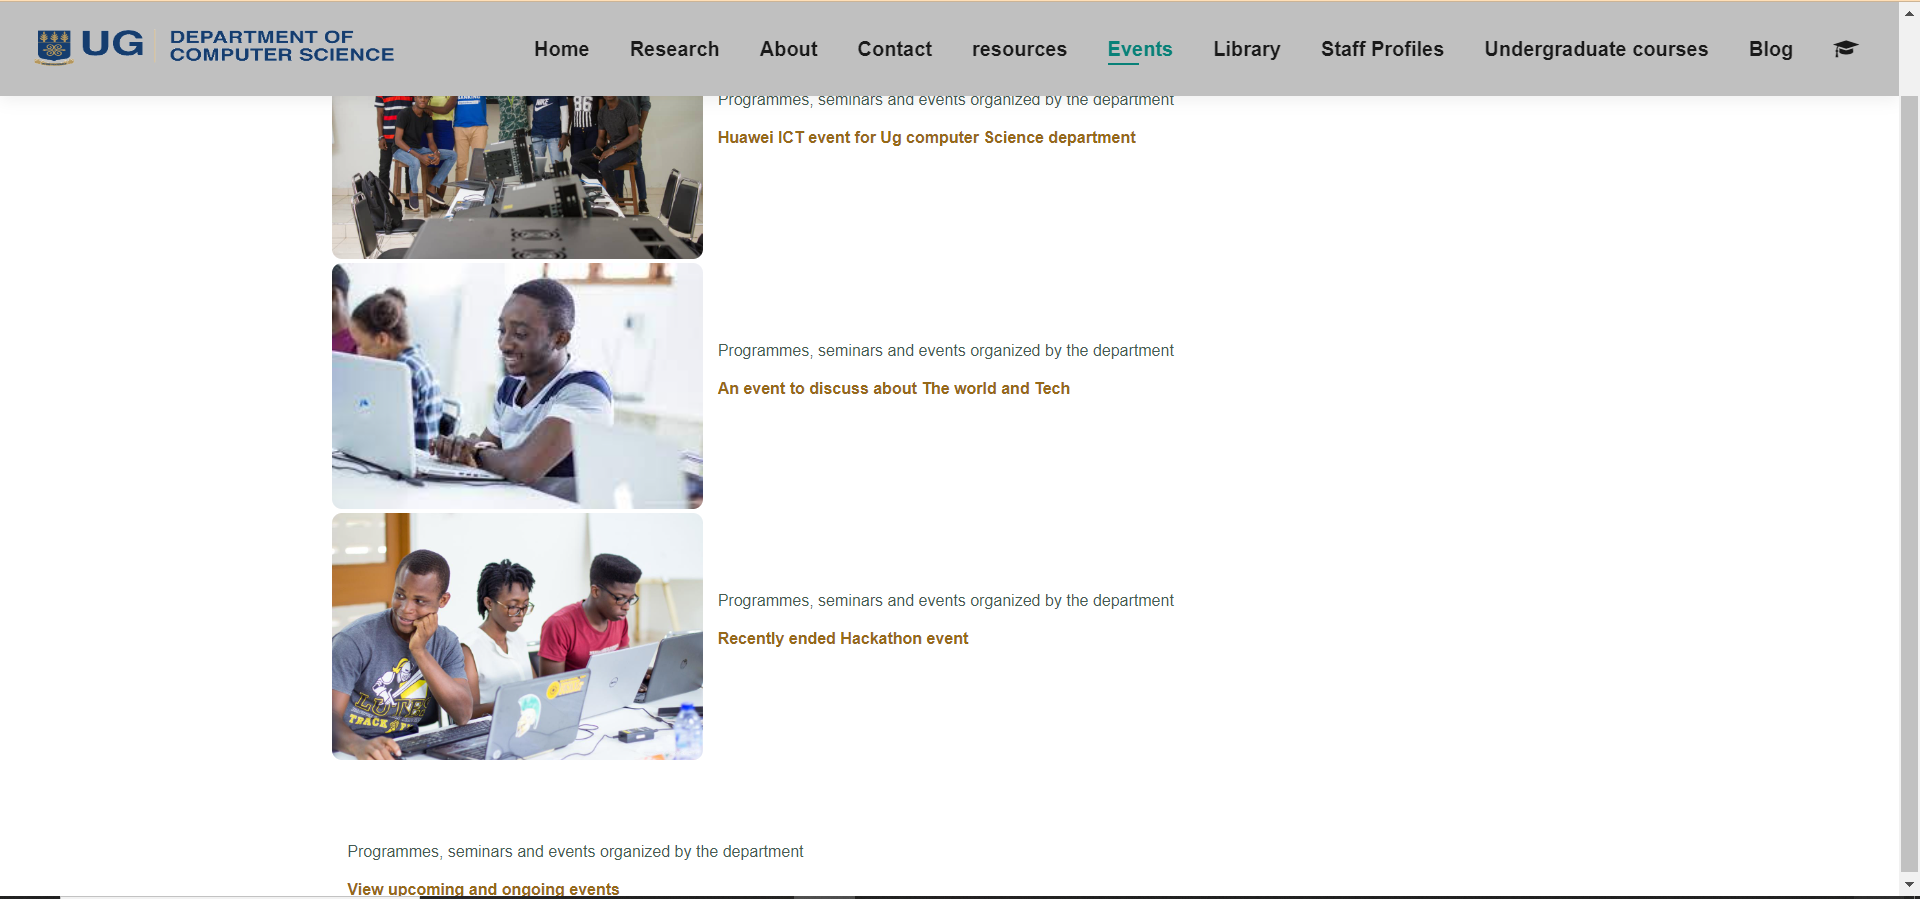 UG
DEPARTMENT OF
COMPUTER SCIENCE
Home Research About Contact resources Events Library Staff Profiles Undergraduate courses Blog
Programmes, seminars and events organized by the department
Huawei ICT event for Ug computer Science department
NIKE
86
Programmes, seminars and events organized by the department
An event to discuss about The world and Tech
Programmes, seminars and events organized by the department
Recently ended Hackathon event
TRACK
Programmes, seminars and events organized by the department
View upcoming and ongoing events